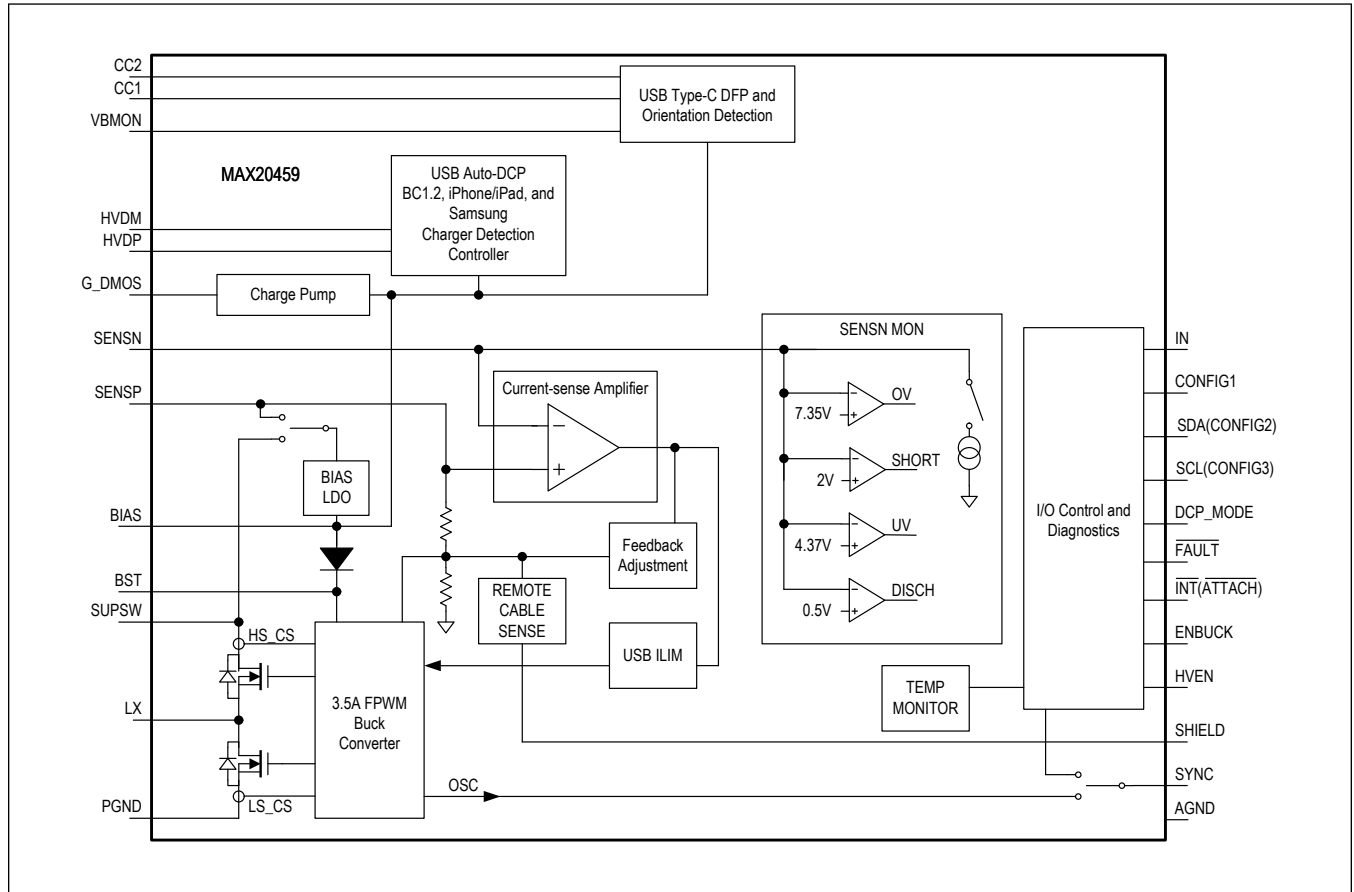 CC2
CC1
VBMON
USB Type-C DFP and
Orientation Detection
MAX20459
USB Auto-DCP
BC1.2, iPhone/iPad, and
Samsung
Charger Detection
Controller
HVDM
HVDP
G_DMOS
Charge Pump
SENSN
SENSP
Current-sense Amplifier
−
+
SENSN MON
−
7.35V
+
OV
−
2V
+
SHORT
−
4.37V
+
UV
−
0.5V
+
DISCH
BIAS
LDO
BIAS
BST
SUPSW
HS_CS
LX
LS_CS
PGND
3.5A FPWM
Buck
Converter
REMOTE
CABLE
SENSE
Feedback
Adjustment
USB ILIM
OSC
TEMP
MONITOR
I/O Control and
Diagnostics
IN
CONFIG1
SDA(CONFIG2)
SCL(CONFIG3)
DCP_MODE
FAULT
INT(ATTACH)
ENBUCK
HVEN
SHIELD
SYNC
AGND